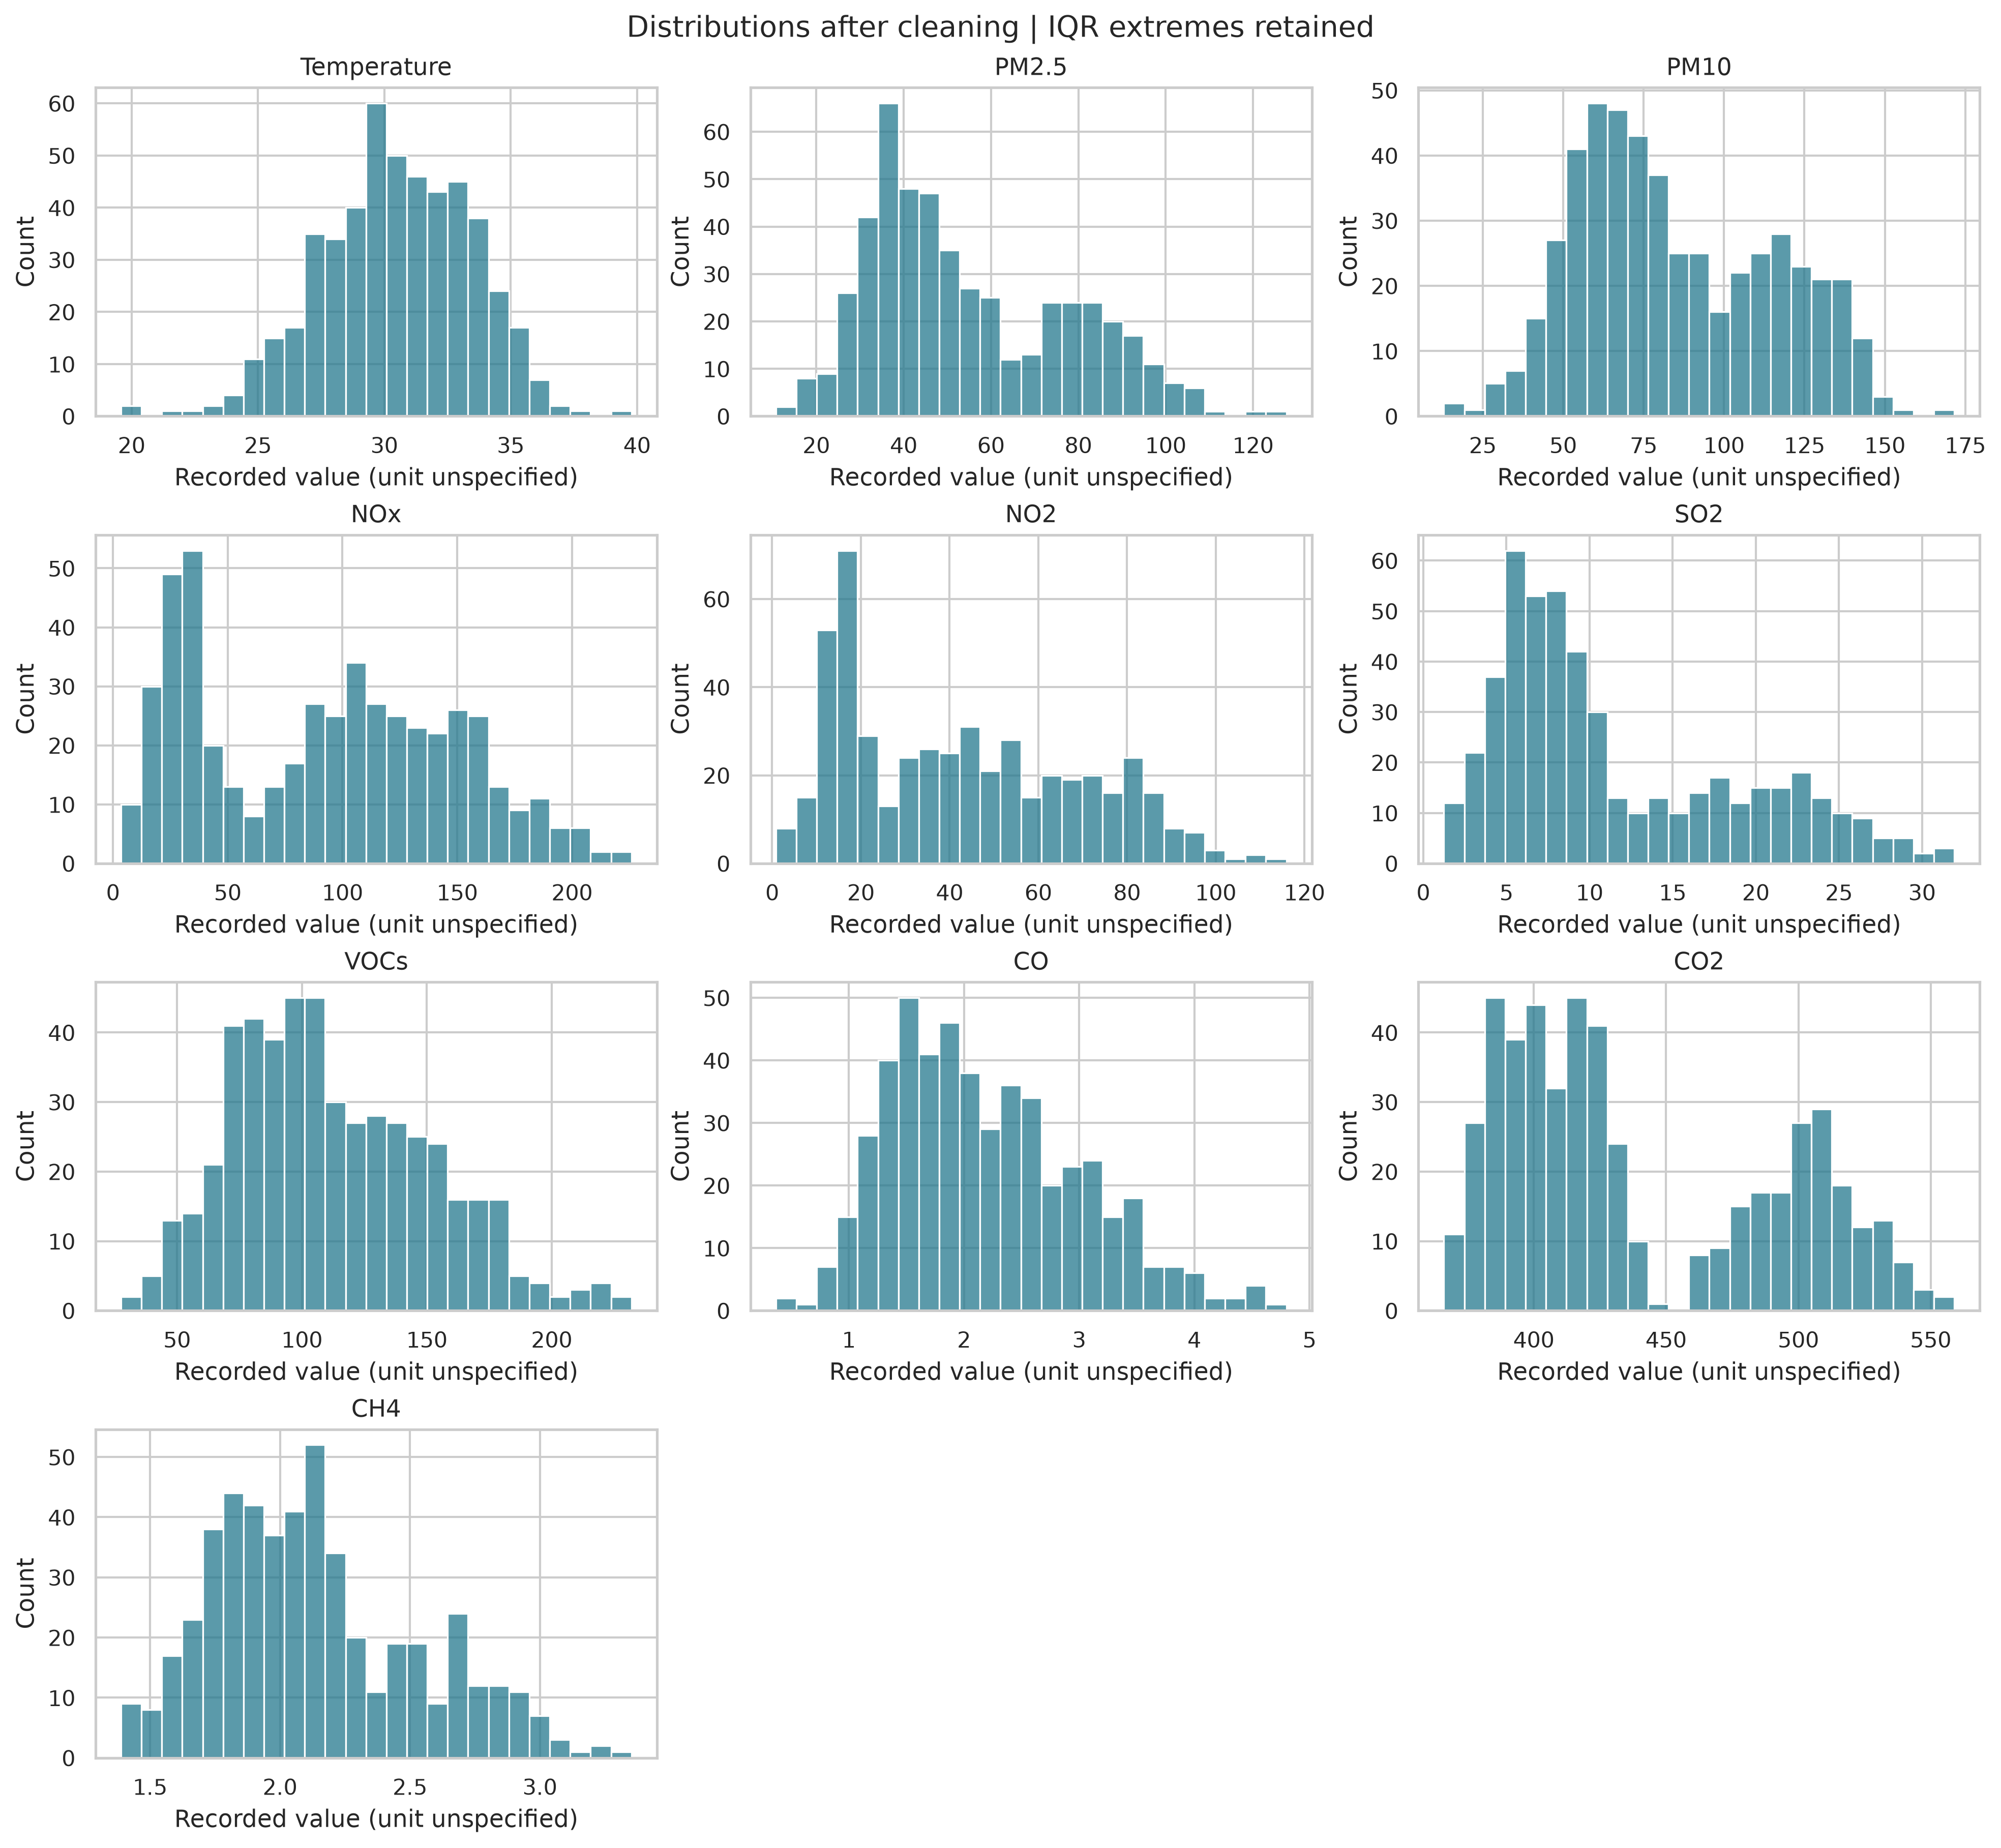 Distributions after cleaning | IQR extremes retained
Temperature
PM2.5
PM10
60
50
40
30
20
10
0
Count
20 25 30 35 40
Recorded value (unit unspecified)
60
50
40
30
20
10
0
Count
20 40 60 80 100 120
Recorded value (unit unspecified)
50
40
30
20
10
0
Count
25 50 75 100 125 150 175
Recorded value (unit unspecified)
NOx
NO2
SO2
50
40
30
20
10
0
Count
0 50 100 150 200
Recorded value (unit unspecified)
60
40
20
0
Count
0 20 40 60 80 100 120
Recorded value (unit unspecified)
60
50
40
30
20
10
0
Count
0 5 10 15 20 25 30
Recorded value (unit unspecified)
VOCs
CO
CO2
40
30
20
10
0
Count
50 100 150 200
Recorded value (unit unspecified)
50
40
30
20
10
0
Count
1 2 3 4 5
Recorded value (unit unspecified)
40
30
20
10
0
Count
400 450 500 550
Recorded value (unit unspecified)
CH4
50
40
30
20
10
0
Count
1.5 2.0 2.5 3.0
Recorded value (unit unspecified)